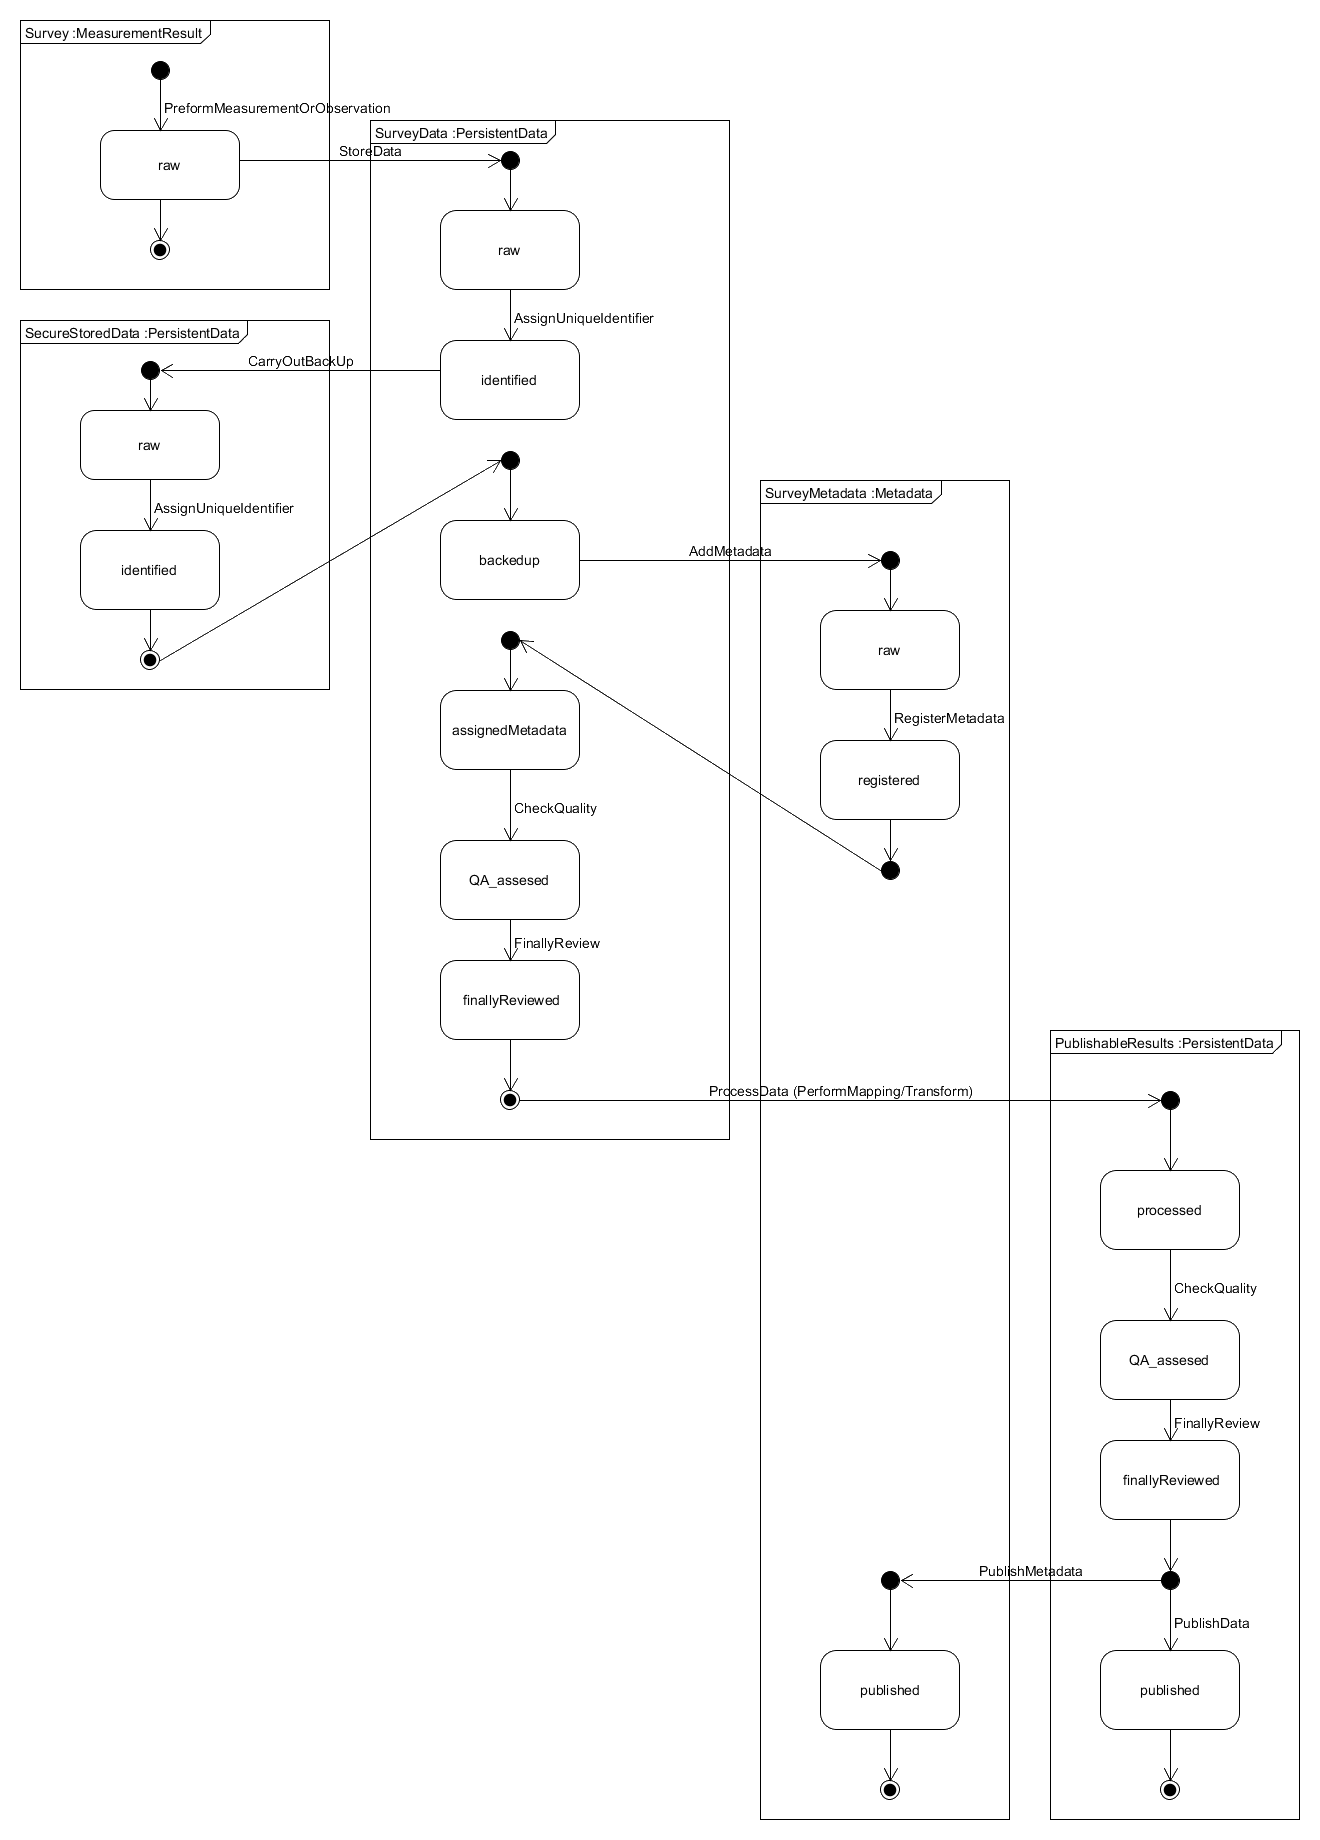 Survey :MeasurementResult
PreformMeasurementOrObservation
raw
SurveyData :PersistentData
StoreData
raw
AssignUniqueIdentifier
identified
SecureStoredData :PersistentData
CarryOutBackUp
raw
AssignUniqueIdentifier
identified
backedup
SurveyMetadata :Metadata
AddMetadata
raw
RegisterMetadata
registered
assignedMetadata
CheckQuality
QA_assesed
FinallyReview
finallyReviewed
PublishableResults :PersistentData
ProcessData (PerformMapping/Transform)
processed
CheckQuality
QA_assesed
FinallyReview
finallyReviewed
PublishMetadata
PublishData
published
published